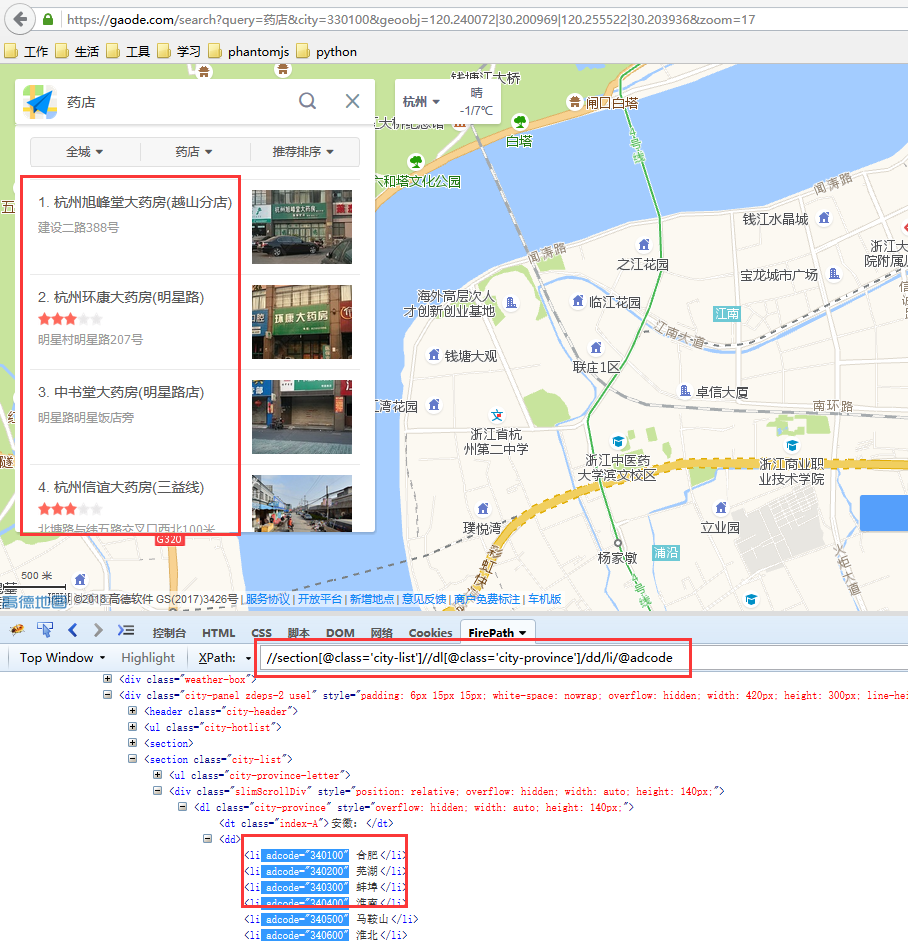 https://gaode.com/search?query=药店&city=330100&geoobj=120.240072|30.200969|120.255522|30.203936&zoom=17
工作 生活 工具 学习 phantomjs python
药店
杭州
晴
-1/7℃
全城 药店 推荐排序
1. 杭州旭峰堂大药房(越山分店)
建设二路388号
2. 杭州环康大药房(明星路)
明星村明星路207号
3. 中书堂大药房(明星路店)
明星路明星饭店旁
4. 杭州信谊大药房(三益线)
北塘路与纬五路交叉口西北100米
钱塘江大桥
闸口白塔
白塔
六和塔文化公园
4号线
闻涛路
钱江水晶城
闻涛路
之江花园
宝龙城市广场
海外高层次人
才创新创业基地
临江花园
江南
江南大道
钱塘大观
联庄1区
卓信大厦
江湾花园
南环路
浙江省杭
州第二中学
浙江中医药
大学滨文校区
浙江商业职
业技术学院
璞悦湾
立业园
杨家墩
浦沿
火炬大道
G320
500 米
高德地图 ©2018 高德软件 GS(2017)3426号 | 服务协议 | 开放平台 | 新增地点 | 意见反馈 | 商户免费标注 | 车机版
控制台 HTML CSS 脚本 DOM 网络 Cookies FirePath
Top Window Highlight XPath: //section[@class='city-list']//dl[@class='city-province']/dd/li/@adcode
<div class="weather-box">
<div class="city-panel zdeps-2 usel" style="padding: 6px 15px 15px; white-space: nowrap; overflow: hidden; width: 420px; height: 300px; line-hei
<header class="city-header">
<ul class="city-hotlist">
<section>
<section class="city-list">
<ul class="city-province-letter">
<div class="slimScrollDiv" style="position: relative; overflow: hidden; width: auto; height: 140px;">
<dl class="city-province" style="overflow: hidden; width: auto; height: 140px;">
<dt class="index-A">安徽: </dt>
<dd>
<li adcode="340100" 合肥</li>
<li adcode="340200" 芜湖</li>
<li adcode="340300" 蚌埠</li>
<li adcode="340400" 淮南</li>
<li adcode="340500" 马鞍山</li>
<li adcode="340600" 淮北</li>